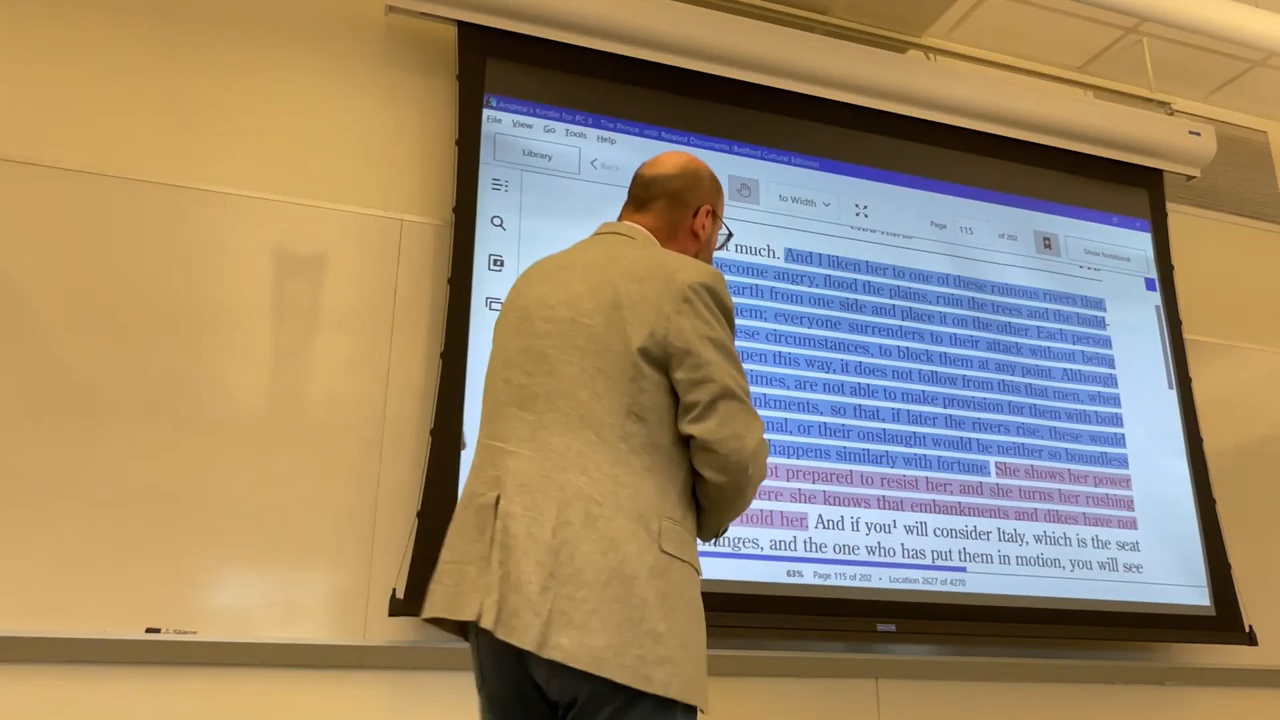 Andrea's Kindle for PC 8 - The Prince: with Related Documents (Bedford Cultural Editions)
File View Go Tools Help
Library
Back
to Width
Page 115 of 202
Show Notebook
much. And I liken her to one of these ruinous rivers that,
become angry, flood the plains, ruin the trees and the build-
earth from one side and place it on the other. Each person
em; everyone surrenders to their attack without being
ese circumstances, to block them at any point. Although
pen this way, it does not follow from this that men, when
times, are not able to make provision for them with both
nkments, so that, if later the rivers rise, these would
nal, or their onslaught would be neither so boundless
happens similarly with fortune. She shows her power
ot prepared to resist her; and she turns her rushing
ere she knows that embankments and dikes have not
hold her. And if you¹ will consider Italy, which is the seat
anges, and the one who has put them in motion, you will see
63% Page 115 of 202 • Location 2627 of 4270